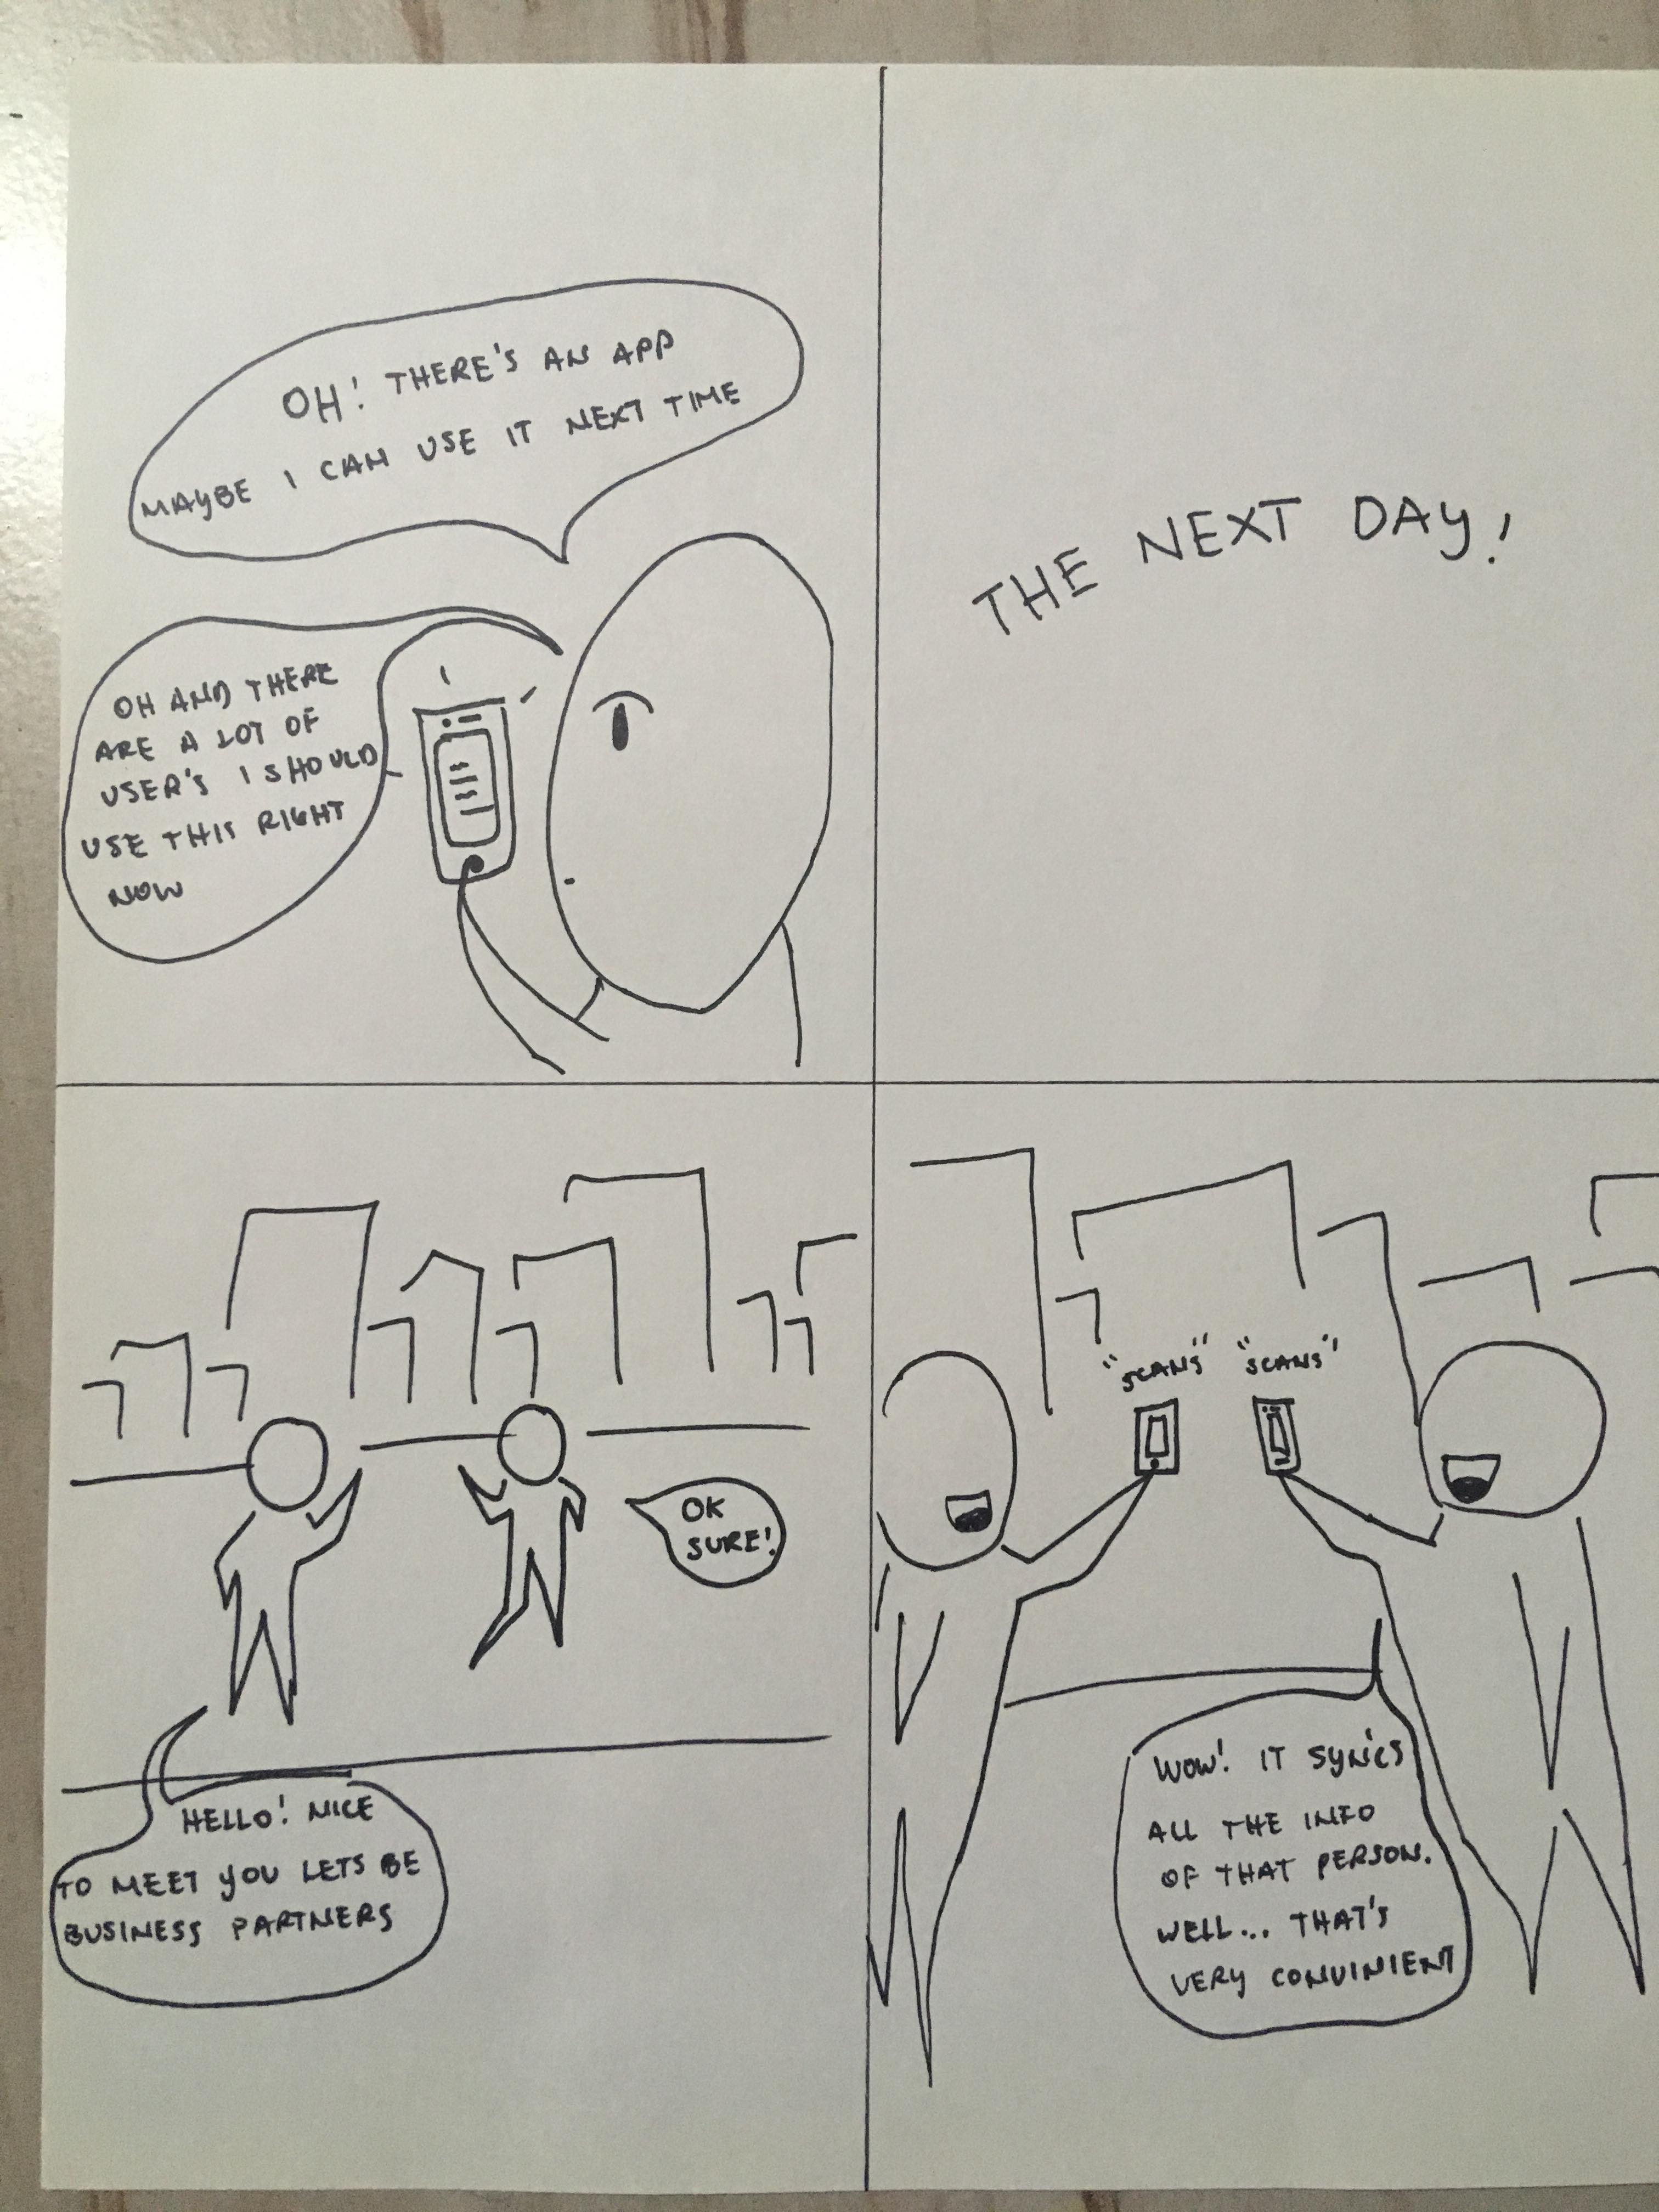 OH! THERE'S AN APP
MAYBE I CAN USE IT NEXT TIME
OH AND THERE
ARE A LOT OF
USER'S I SHOULD
USE THIS RIGHT
NOW
THE NEXT DAY!
OK
SURE!
HELLO! NICE
TO MEET YOU LETS BE
BUSINESS PARTNERS
"SCANS" "SCANS"
WOW! IT SYNC'S
ALL THE INFO
OF THAT PERSON.
WELL... THAT'S
VERY CONVINIENT